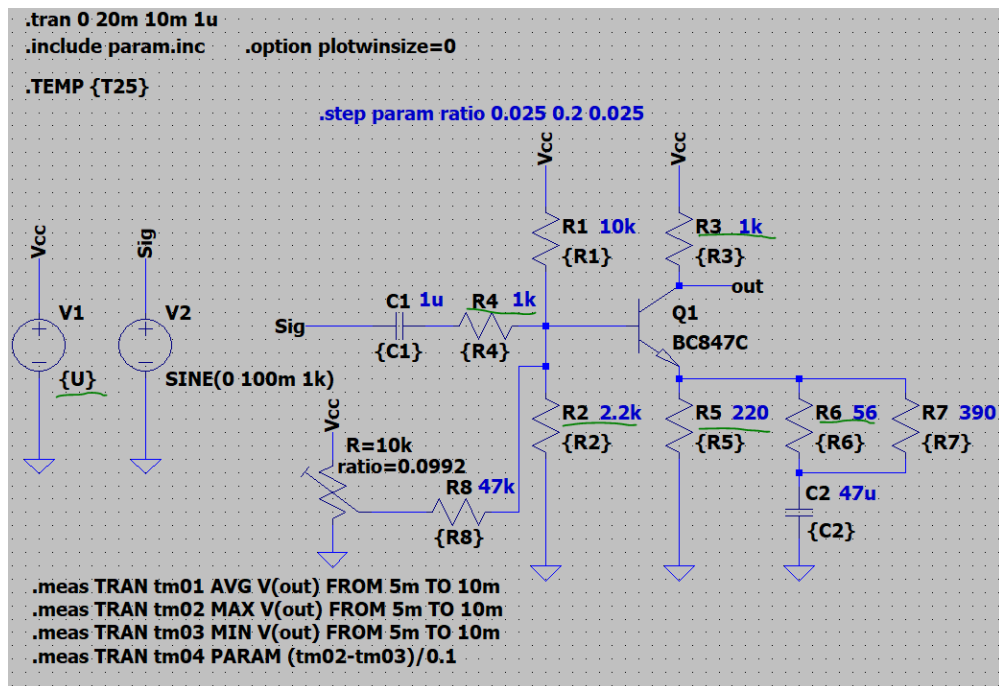 .tran 0 20m 10m 1u
.include param.inc .option plotwinsize=0
.TEMP {T25}
.step param ratio 0.025 0.2 0.025
Vcc Vcc
R1 10k R3 1k
{R1} {R3}
Vcc Sig
out
C1 1u R4 1k
V1 V2 Sig Q1
{C1} {R4} BC847C
{U} SINE(0 100m 1k)
Vcc
R2 2.2k R5 220 R6 56 R7 390
R=10k {R2} {R5} {R6} {R7}
ratio=0.0992
R8 47k C2 47u
{R8} {C2}
.meas TRAN tm01 AVG V(out) FROM 5m TO 10m
.meas TRAN tm02 MAX V(out) FROM 5m TO 10m
.meas TRAN tm03 MIN V(out) FROM 5m TO 10m
.meas TRAN tm04 PARAM (tm02-tm03)/0.1